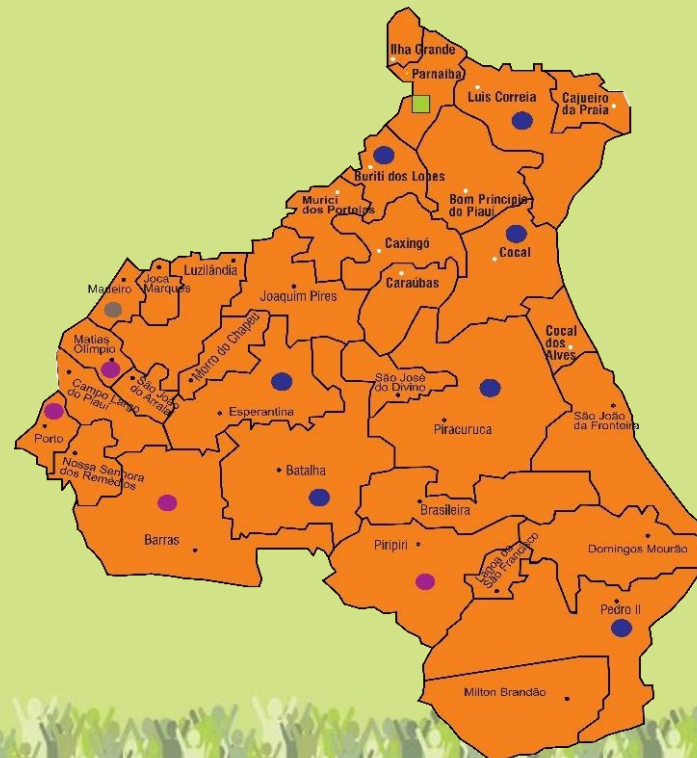 Ilha Grande
Parnaíba
Luis Correia
Cajueiro
da Praia
Buriti dos Lopes
Murici
dos Portelas
Bom Princípis
do Piauí
Caxingó
Cocal
Caraúbas
Luzilândia
Joca
Marques
Madeiro
Joaquim Pires
Matias
Olímpio
Morro do Chapéu
Cocal
dos
Alves
São José
do Divino
Campo Largo
do Piauí
São João
do Arraial
Esperantina
Piracuruca
São João
da Fronteira
Porto
Nossa Senhora
dos Remédios
Batalha
Brasileira
Barras
Piripiri
Lagoa de
São Francisco
Domingos Mourão
Pedro II
Milton Brandão